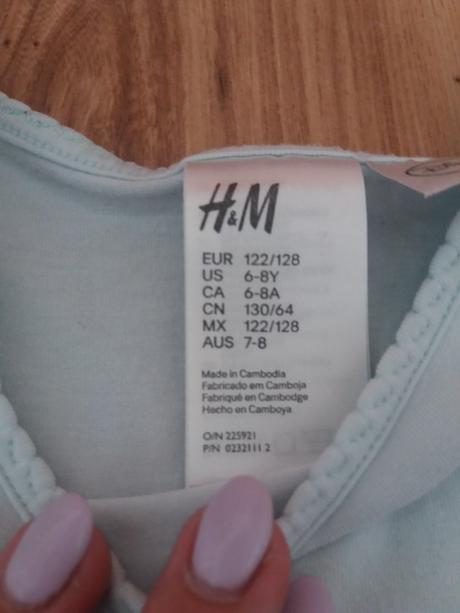 H&M
EUR 122/128
US 6-8Y
CA 6-8A
CN 130/64
MX 122/128
AUS 7-8
Made in Cambodia
Fabricado em Camboja
Fabriqué en Cambodge
Hecho en Camboya
O/N 225921
P/N 0232111 2